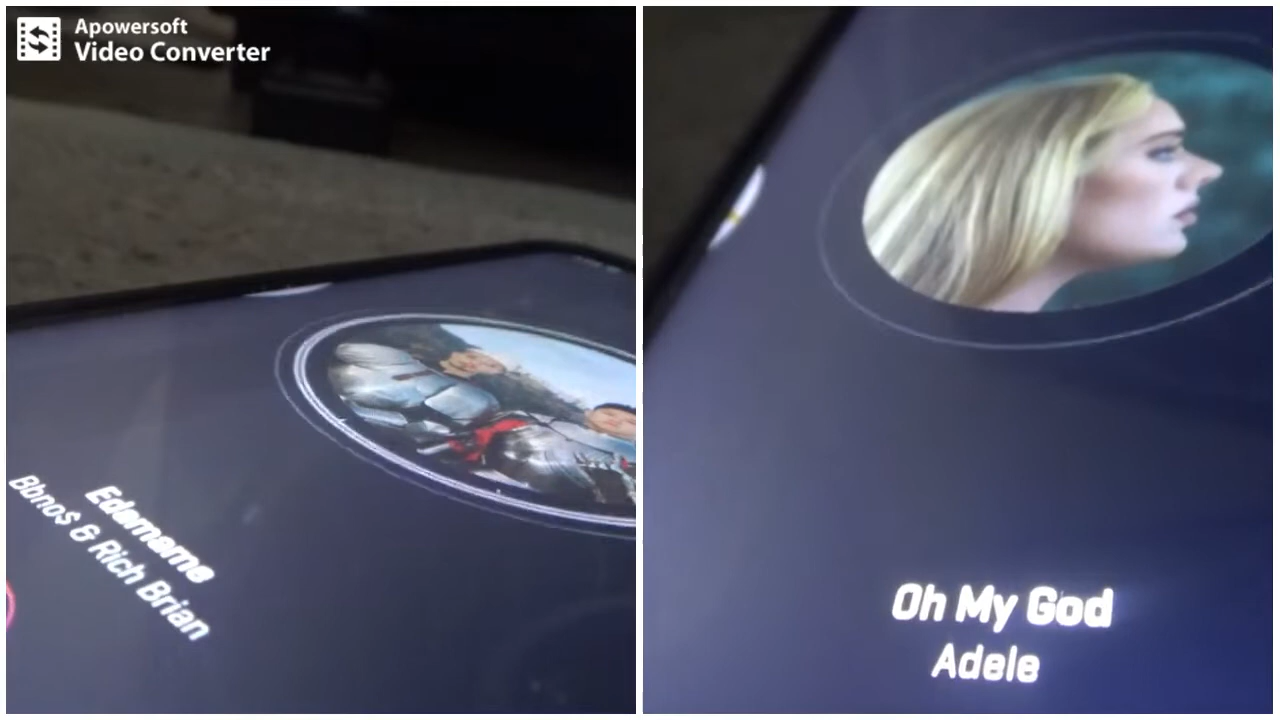 Apowersoft
Video Converter
Edamame
Bbno$ & Rich Brian
Oh My God
Adele